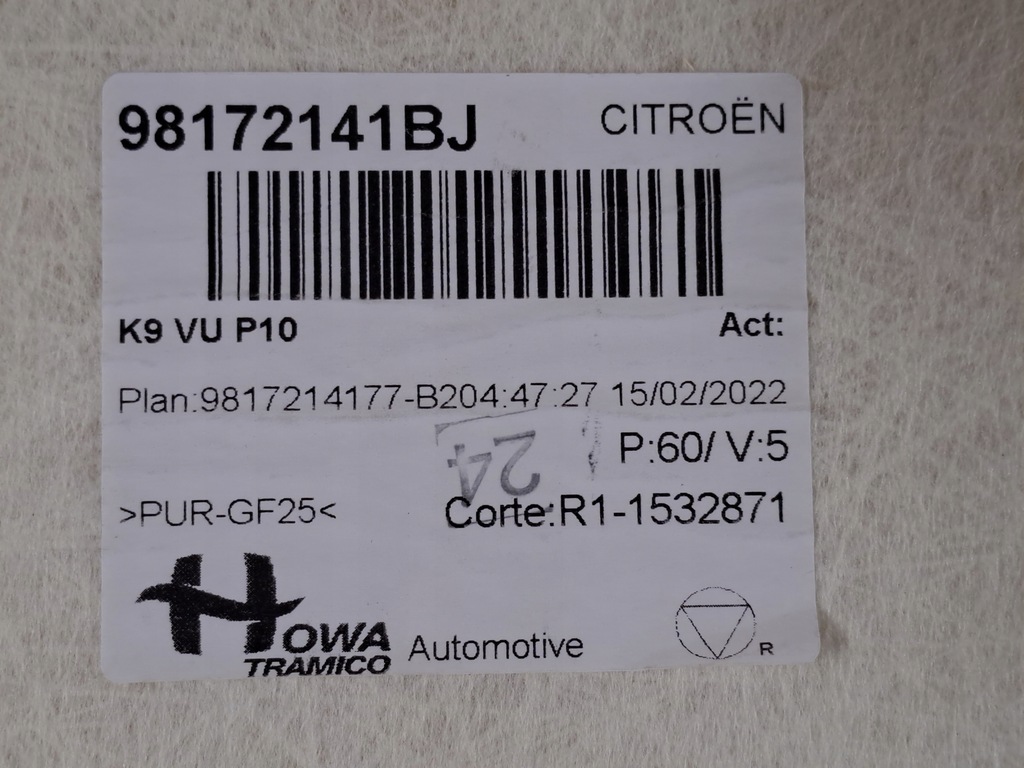 98172141BJ CITROËN
K9 VU P10 Act:
Plan:9817214177-B204:47:27 15/02/2022
24
P:60/ V:5
>PUR-GF25< Corte:R1-1532871
HOWA
TRAMICO Automotive
R